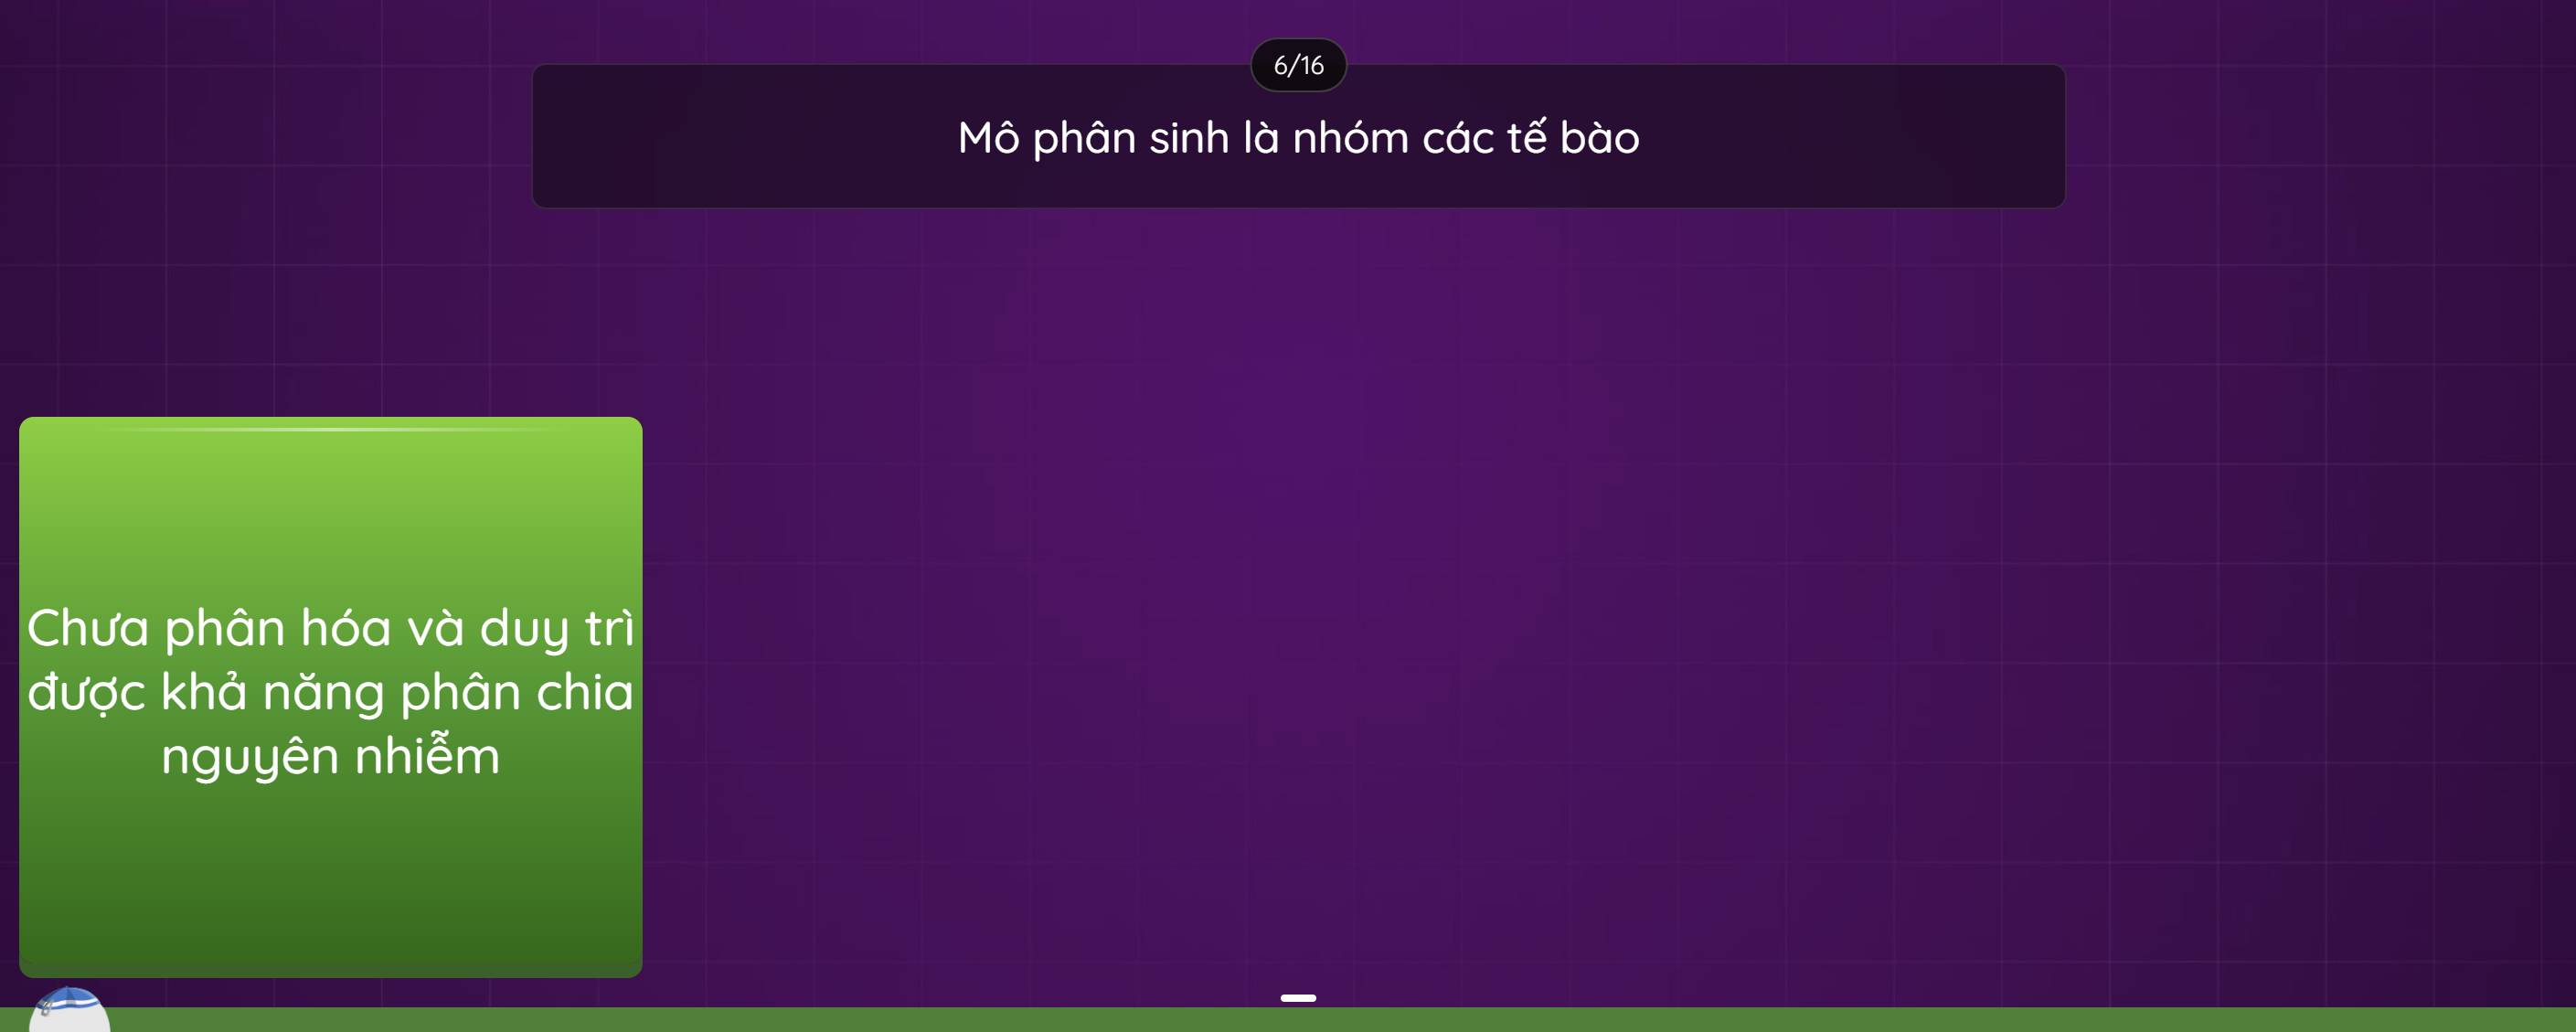 6/16
Mô phân sinh là nhóm các tế bào
Chưa phân hóa và duy trì
được khả năng phân chia
nguyên nhiễm